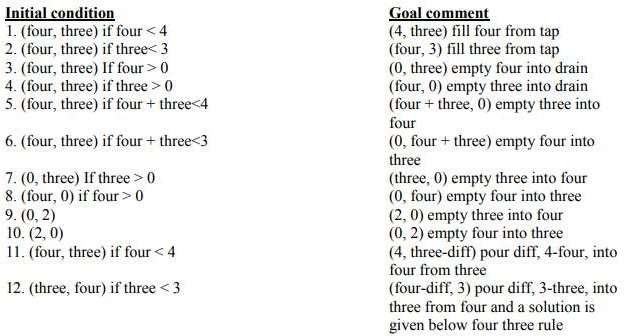 Initial condition Goal comment
1. (four, three) if four < 4 (4, three) fill four from tap
2. (four, three) if three< 3 (four, 3) fill three from tap
3. (four, three) If four > 0 (0, three) empty four into drain
4. (four, three) if three > 0 (four, 0) empty three into drain
5. (four, three) if four + three<4 (four + three, 0) empty three into
four
6. (four, three) if four + three<3 (0, four + three) empty four into
three
7. (0, three) If three > 0 (three, 0) empty three into four
8. (four, 0) if four > 0 (0, four) empty four into three
9. (0, 2) (2, 0) empty three into four
10. (2, 0) (0, 2) empty four into three
11. (four, three) if four < 4 (4, three-diff) pour diff, 4-four, into
four from three
12. (three, four) if three < 3 (four-diff, 3) pour diff, 3-three, into
three from four and a solution is
given below four three rule